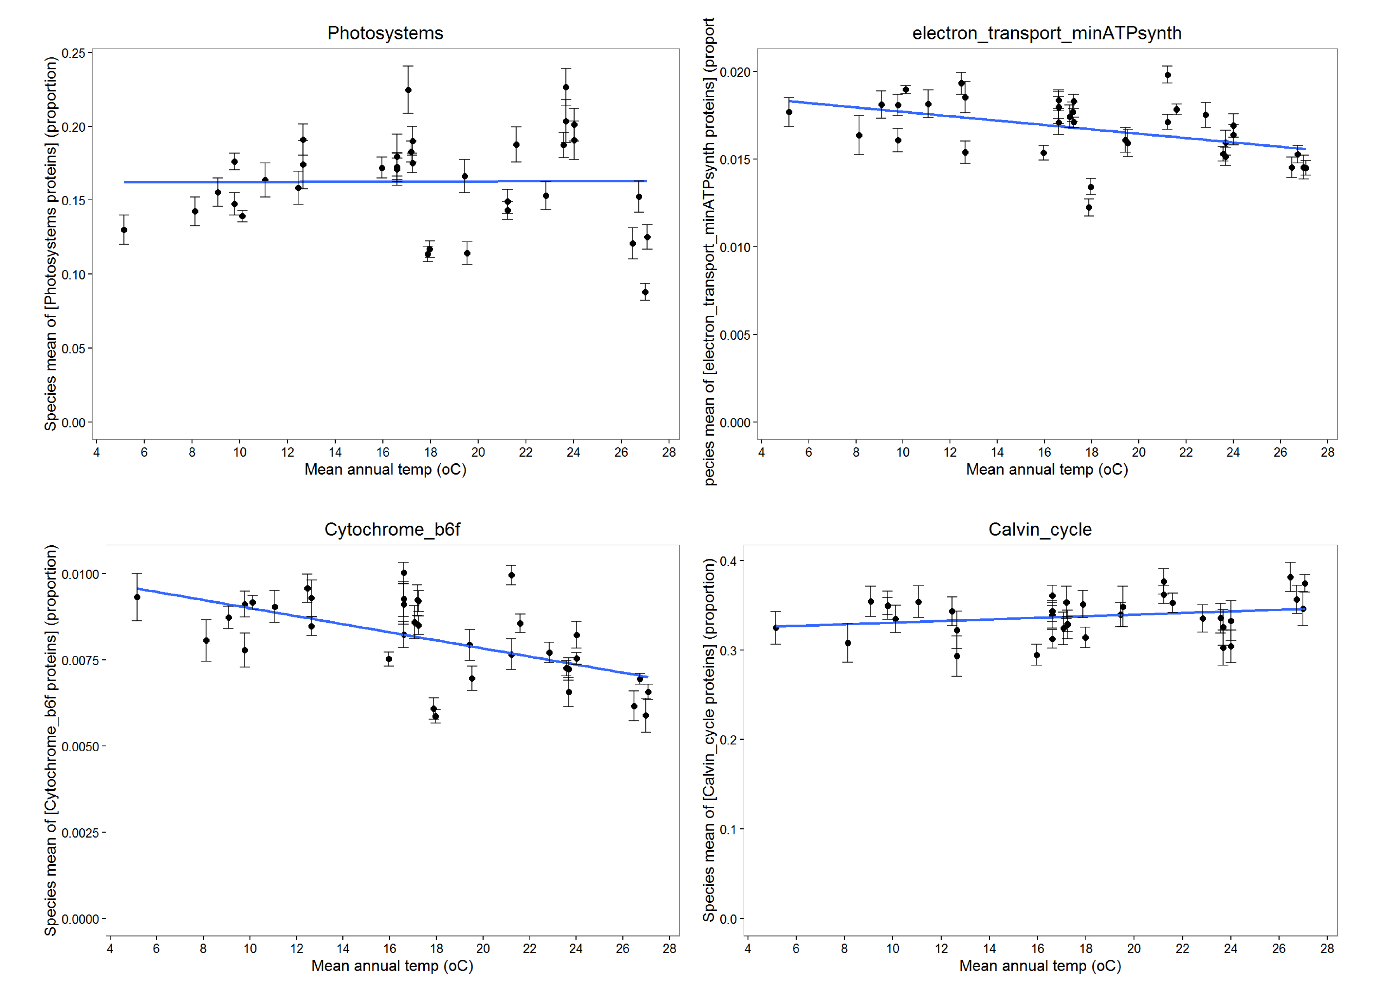 Photosystems
Species mean of [Photosystems proteins] (proportion)
0.25
0.20
0.15
0.10
0.05
0.00
4 6 8 10 12 14 16 18 20 22 24 26 28
Mean annual temp (oC)
electron_transport_minATPsynth
pecies mean of [electron_transport_minATPsynth proteins] (proport
0.020
0.015
0.010
0.005
0.000
4 6 8 10 12 14 16 18 20 22 24 26 28
Mean annual temp (oC)
Cytochrome_b6f
Species mean of [Cytochrome_b6f proteins] (proportion)
0.0100
0.0075
0.0050
0.0025
0.0000
4 6 8 10 12 14 16 18 20 22 24 26 28
Mean annual temp (oC)
Calvin_cycle
Species mean of [Calvin_cycle proteins] (proportion)
0.4
0.3
0.2
0.1
0.0
4 6 8 10 12 14 16 18 20 22 24 26 28
Mean annual temp (oC)